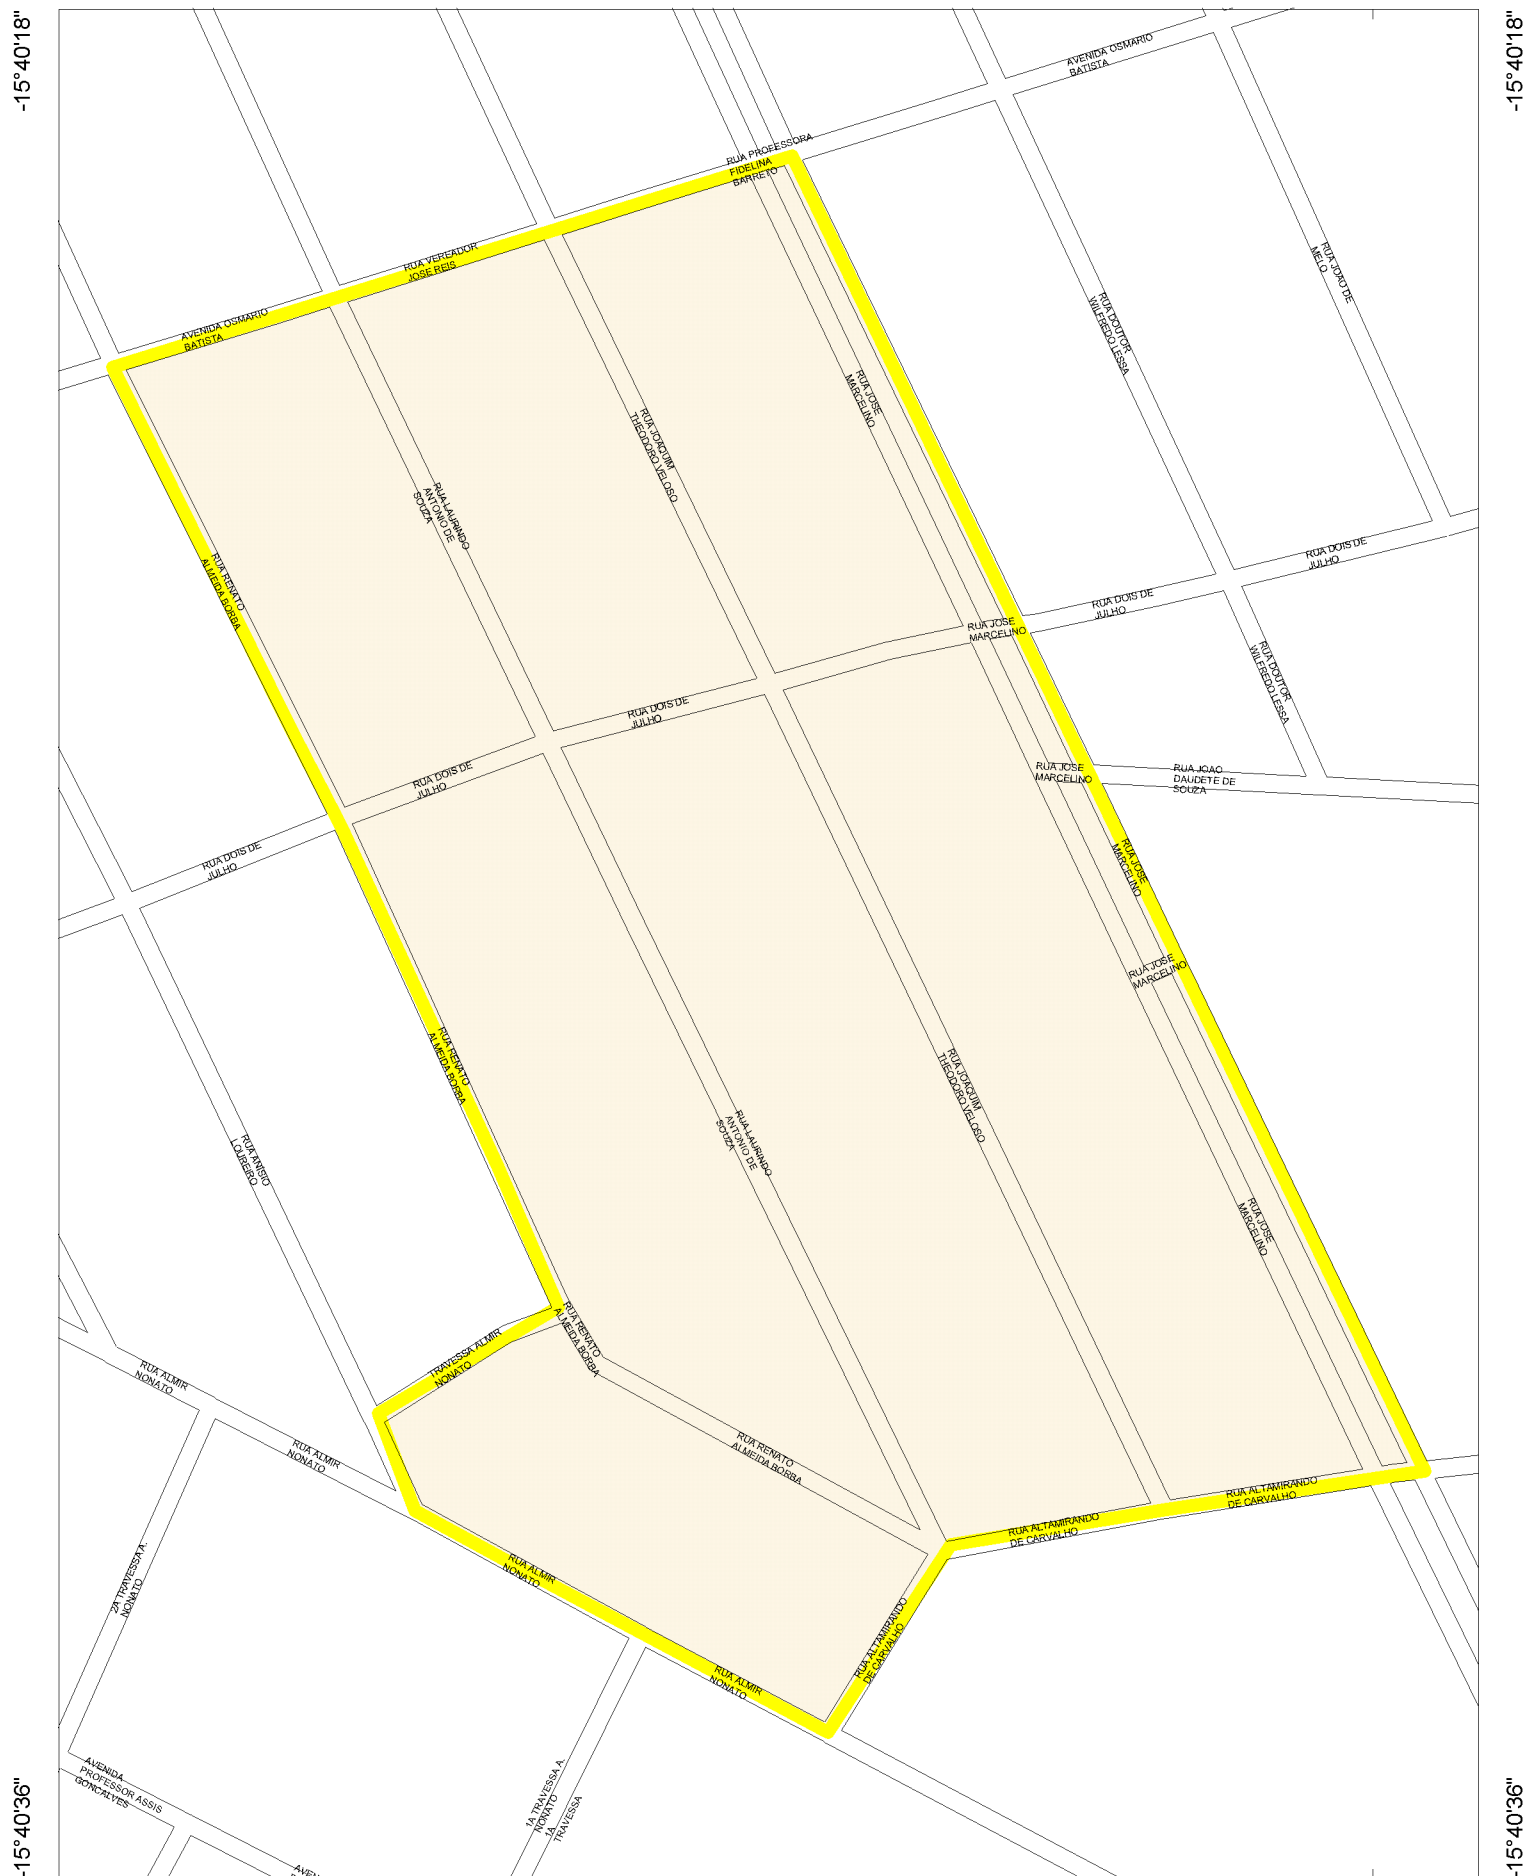 -15°40'18"
-15°40'18"
AVENIDA OSMARIO
BATISTA
RUA PROFESSORA
FIDELINA
BARRETO
RUA VEREADOR
JOSE REIS
RUA JOAO DE
MELO
AVENIDA OSMARIO
BATISTA
RUA DOUTOR
WILFREDO LESSA
RUA JOSE
MARCELINO
RUA JOAQUIM
THEODORO VELOSO
RUA LAURINDO
ANTONIO DE
SOUZA
RUA DOIS DE
JULHO
RUA RENATO
ALMEIDA BORBA
RUA DOIS DE
JULHO
RUA JOSE
MARCELINO
RUA DOUTOR
WILFREDO LESSA
RUA DOIS DE
JULHO
RUA DOIS DE
JULHO
RUA JOSE
MARCELINO
RUA JOAO
DAUDETE DE
SOUZA
RUA DOIS DE
JULHO
RUA JOSE
MARCELINO
RUA JOSE
MARCELINO
RUA RENATO
ALMEIDA BORBA
RUA JOAQUIM
THEODORO VELOSO
RUA LAURINDO
ANTONIO DE
SOUZA
RUA ANISIO
LOUREIRO
RUA JOSE
MARCELINO
RUA RENATO
ALMEIDA BORBA
TRAVESSA ALMIR
NONATO
RUA ALMIR
NONATO
RUA RENATO
ALMEIDA BORBA
RUA ALMIR
NONATO
RUA ALTAMIRANDO
DE CARVALHO
RUA ALTAMIRANDO
DE CARVALHO
2A TRAVESSA A.
NONATO
RUA ALMIR
NONATO
RUA ALTAMIRANDO
DE CARVALHO
RUA ALMIR
NONATO
AVENIDA
PROFESSOR ASSIS
GONCALVES
1A TRAVESSA A.
NONATO
1A
TRAVESSA
-15°40'36"
-15°40'36"